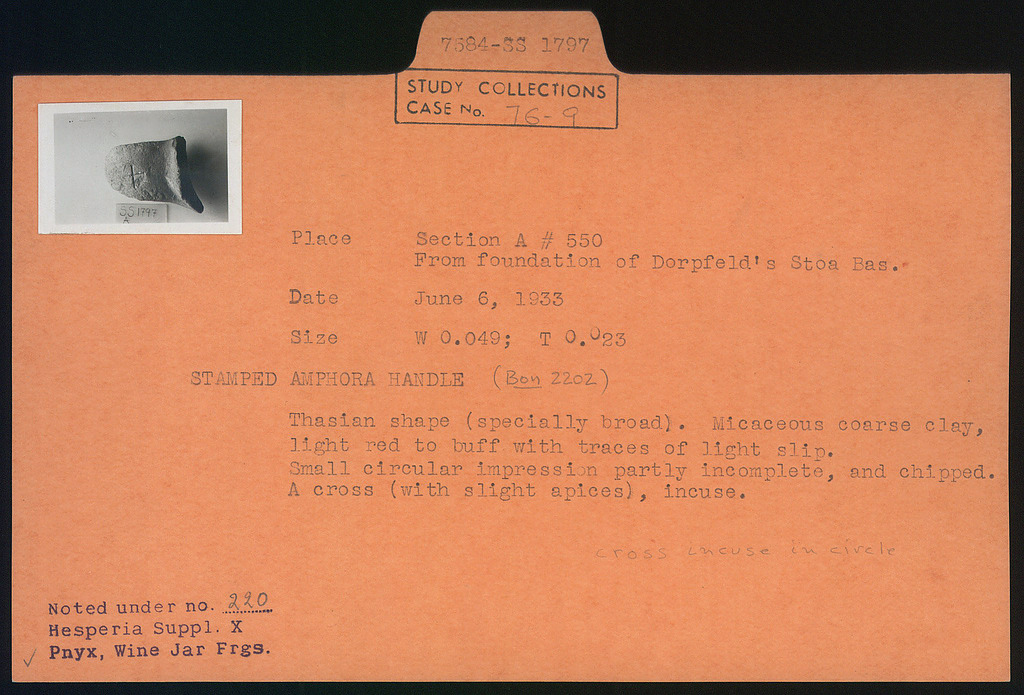 7684-SS 1797
STUDY COLLECTIONS
CASE No. 76-9
SS 1797
A
Place Section A # 550
From foundation of Dorpfeld's Stoa Bas.
Date June 6, 1933
Size W 0.049; T 0.023
STAMPED AMPHORA HANDLE (Bon 2202)
Thasian shape (specially broad). Micaceous coarse clay,
light red to buff with traces of light slip.
Small circular impression partly incomplete, and chipped.
A cross (with slight apices), incuse.
cross incuse in circle
Noted under no. 220
Hesperia Suppl. X
✓ Pnyx, Wine Jar Frgs.